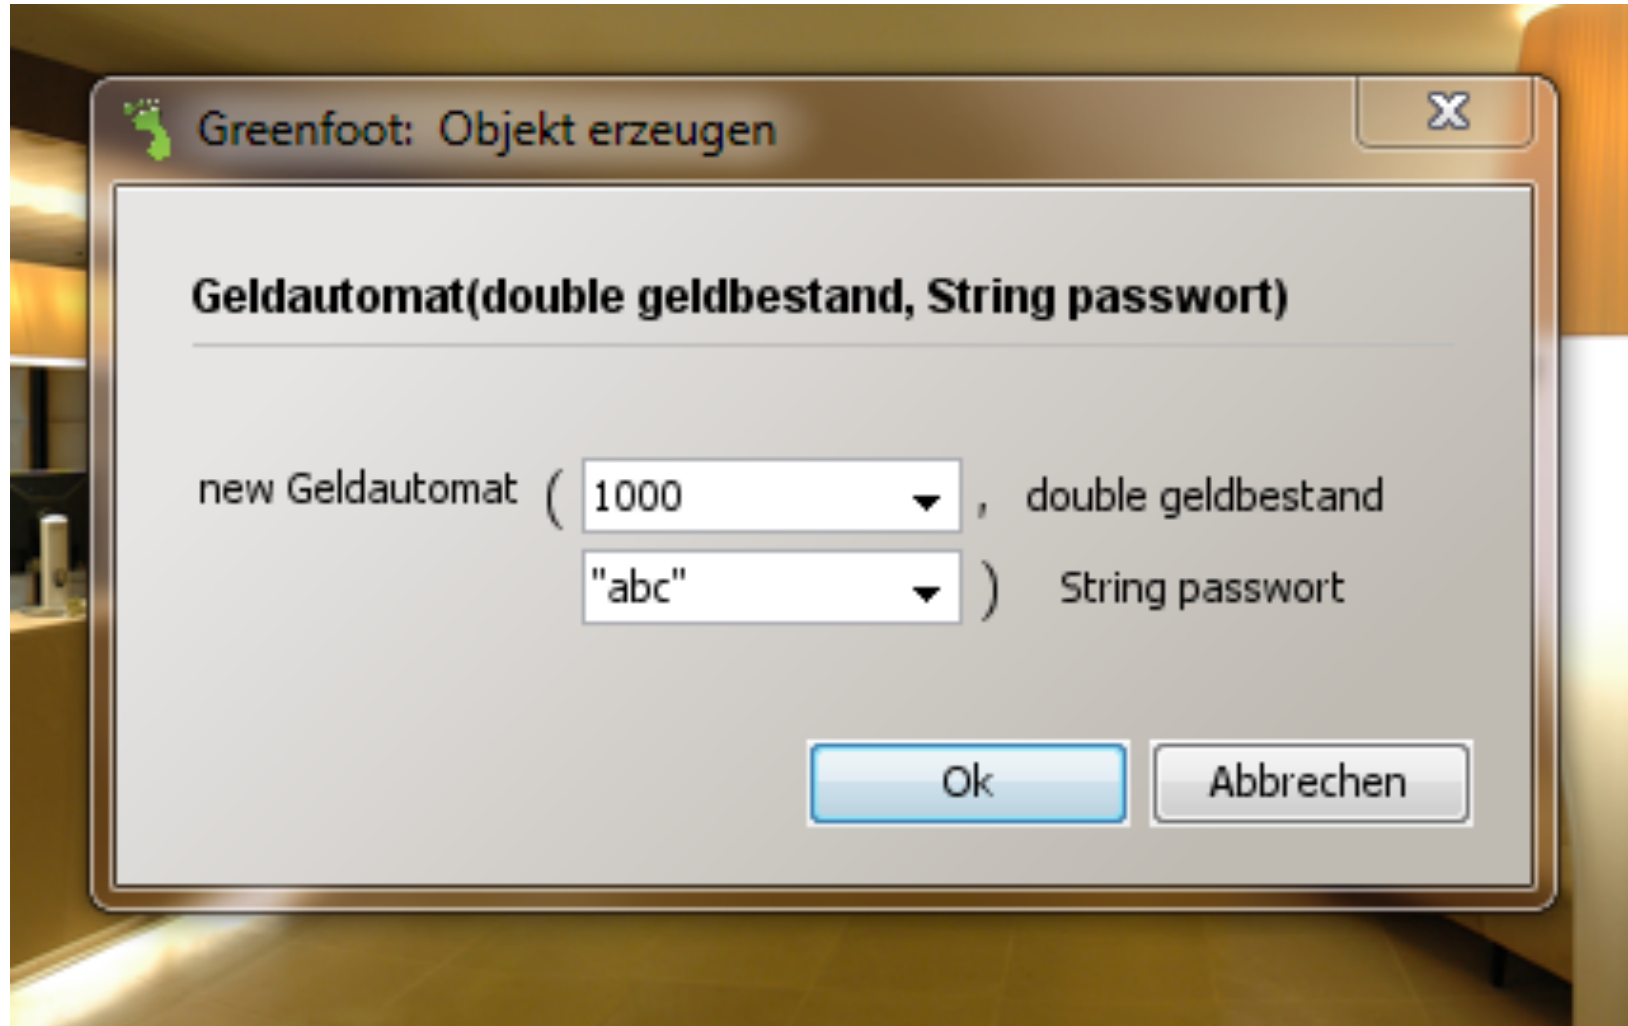 Greenfoot: Objekt erzeugen
Geldautomat(double geldbestand, String passwort)
new Geldautomat ( 1000 , double geldbestand
"abc" ) String passwort
Ok Abbrechen